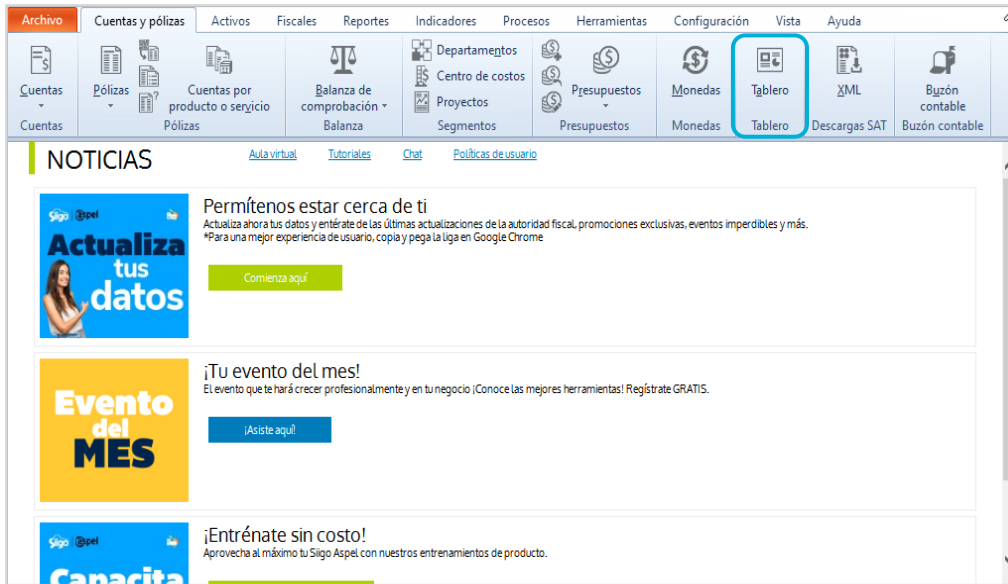 Archivo
Cuentas y pólizas
Activos
Fiscales
Reportes
Indicadores
Procesos
Herramientas
Configuración
Vista
Ayuda
Cuentas
Pólizas
Cuentas por
producto o servicio
Balanza de
comprobación
Departamentos
Centro de costos
Proyectos
Presupuestos
Monedas
Tablero
XML
Buzón
contable
Cuentas
Pólizas
Balanza
Segmentos
Presupuestos
Monedas
Tablero
Descargas SAT
Buzón contable
NOTICIAS
Aula virtual
Tutoriales
Chat
Políticas de usuario
Siigo aspel
Actualiza
tus
datos
Permítenos estar cerca de ti
Actualiza ahora tus datos y entérate de las últimas actualizaciones de la autoridad fiscal, promociones exclusivas, eventos imperdibles y más.
*Para una mejor experiencia de usuario, copia y pega la liga en Google Chrome
Comienza aquí
Evento
del
MES
¡Tu evento del mes!
El evento que te hará crecer profesionalmente y en tu negocio ¡Conoce las mejores herramientas! Regístrate GRATIS.
¡Asiste aquí!
Siigo aspel
Capacita
¡Entrénate sin costo!
Aprovecha al máximo tu Siigo Aspel con nuestros entrenamientos de producto.